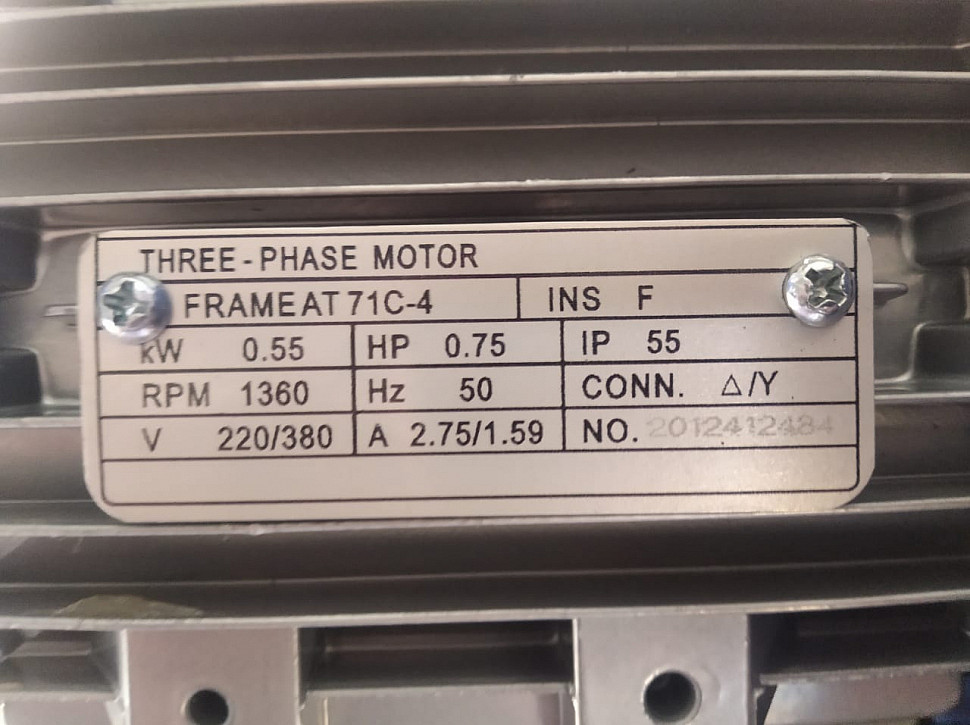 THREE-PHASE MOTOR
FRAME AT 71C-4 INS F
kW 0.55 HP 0.75 IP 55
RPM 1360 Hz 50 CONN. Δ/Y
V 220/380 A 2.75/1.59 NO. 2012412484